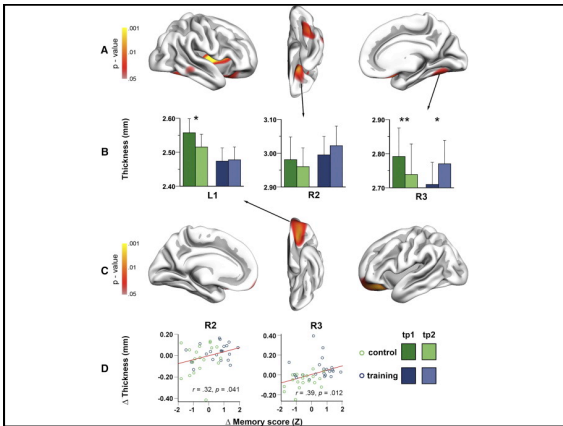 A
p - value
.001
.01
.05
B
Thickness (mm)
2.60
2.50
2.40
*
L1
3.10
3.00
2.90
R2
2.90
2.80
2.70
** *
R3
C
p - value
.001
.01
.05
D
Δ Thickness (mm)
R2
0.20
0.00
-0.20
-0.40
r = .32, p = .041
-2 -1 0 1 2
R3
0.40
0.20
0.00
-0.20
r = .39, p = .012
-2 -1 0 1 2
Δ Memory score (Z)
tp1 tp2
control
training